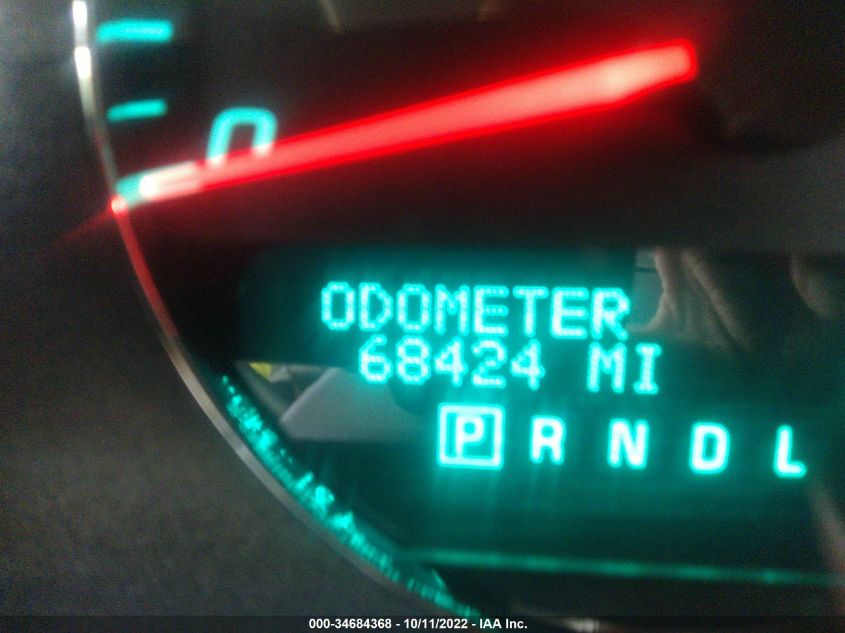 0
ODOMETER
68424 MI
P R N D L
000-34684368 - 10/11/2022 - IAA Inc.